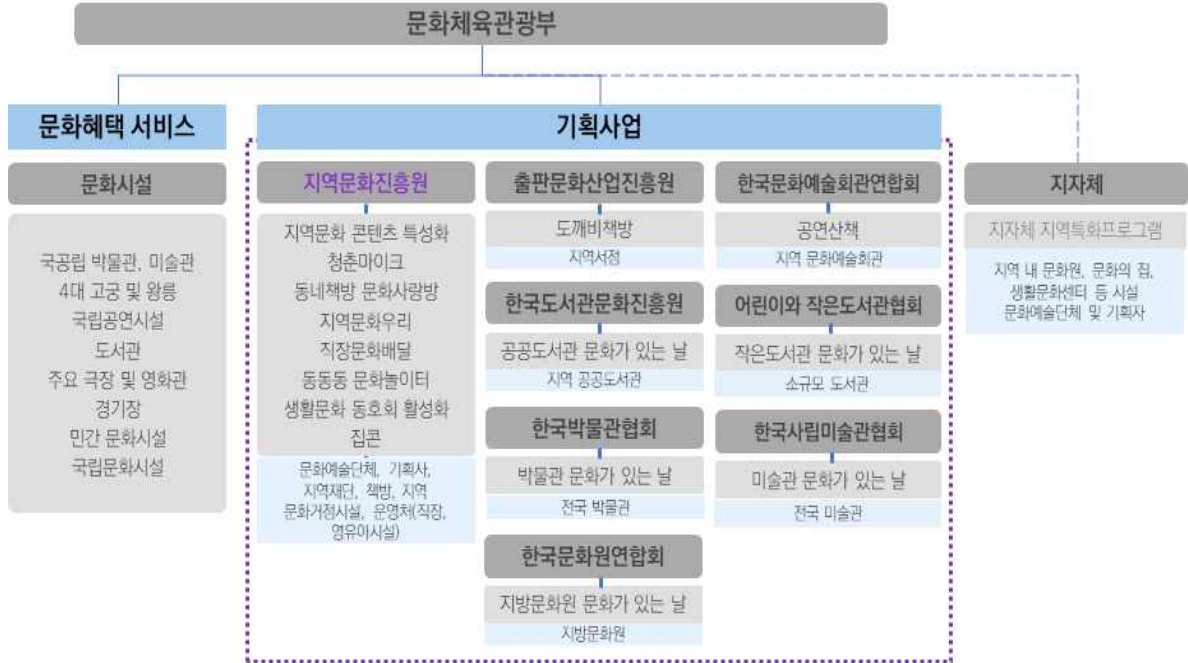 문화체육관광부
문화혜택 서비스
문화시설
국공립 박물관, 미술관
4대 고궁 및 왕릉
국립공연시설
도서관
주요 극장 및 영화관
경기장
민간 문화시설
국립문화시설
기획사업
지역문화진흥원
지역문화 콘텐츠 특성화
청춘마이크
동네책방 문화사랑방
지역문화우리
직장문화배달
동동동 문화놀이터
생활문화 동호회 활성화
집콘
문화예술단체, 기획사,
지역재단, 책방, 지역
문화거점시설, 운영처(직장,
영유아시설)
출판문화산업진흥원
도깨비책방
지역서점
한국도서관문화진흥원
공공도서관 문화가 있는 날
지역 공공도서관
한국박물관협회
박물관 문화가 있는 날
전국 박물관
한국문화원연합회
지방문화원 문화가 있는 날
지방문화원
한국문화예술회관연합회
공연산책
지역 문화예술회관
어린이와 작은도서관협회
작은도서관 문화가 있는 날
소규모 도서관
한국사립미술관협회
미술관 문화가 있는 날
전국 미술관
지자체
지자체 지역특화프로그램
지역 내 문화원, 문화의 집,
생활문화센터 등 시설
문화예술단체 및 기획자